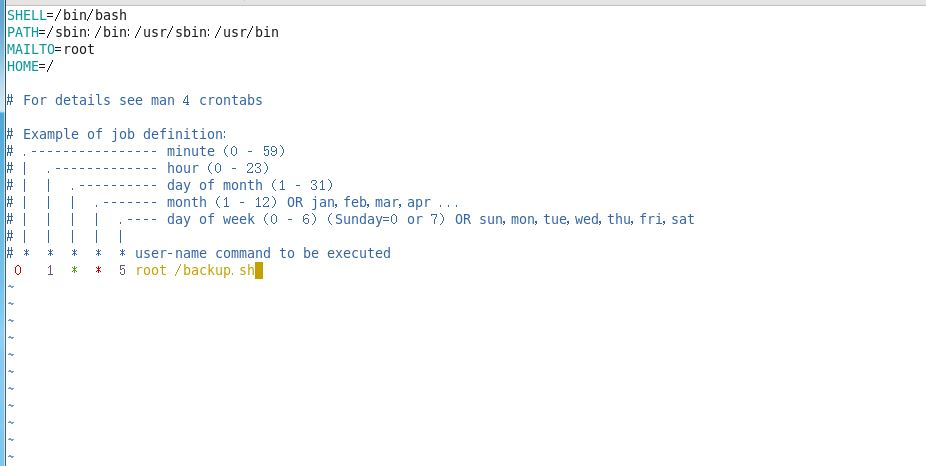 SHELL=/bin/bash
PATH=/sbin:/bin:/usr/sbin:/usr/bin
MAILTO=root
HOME=/
# For details see man 4 crontabs
# Example of job definition:
# .---------------- minute (0 - 59)
# | .------------- hour (0 - 23)
# | | .---------- day of month (1 - 31)
# | | | .------- month (1 - 12) OR jan,feb,mar,apr ...
# | | | | .---- day of week (0 - 6) (Sunday=0 or 7) OR sun,mon,tue,wed,thu,fri,sat
# | | | | |
# * * * * * user-name command to be executed
0 1 * * 5 root /backup.sh
~
~
~
~
~
~
~
~
~
~
~